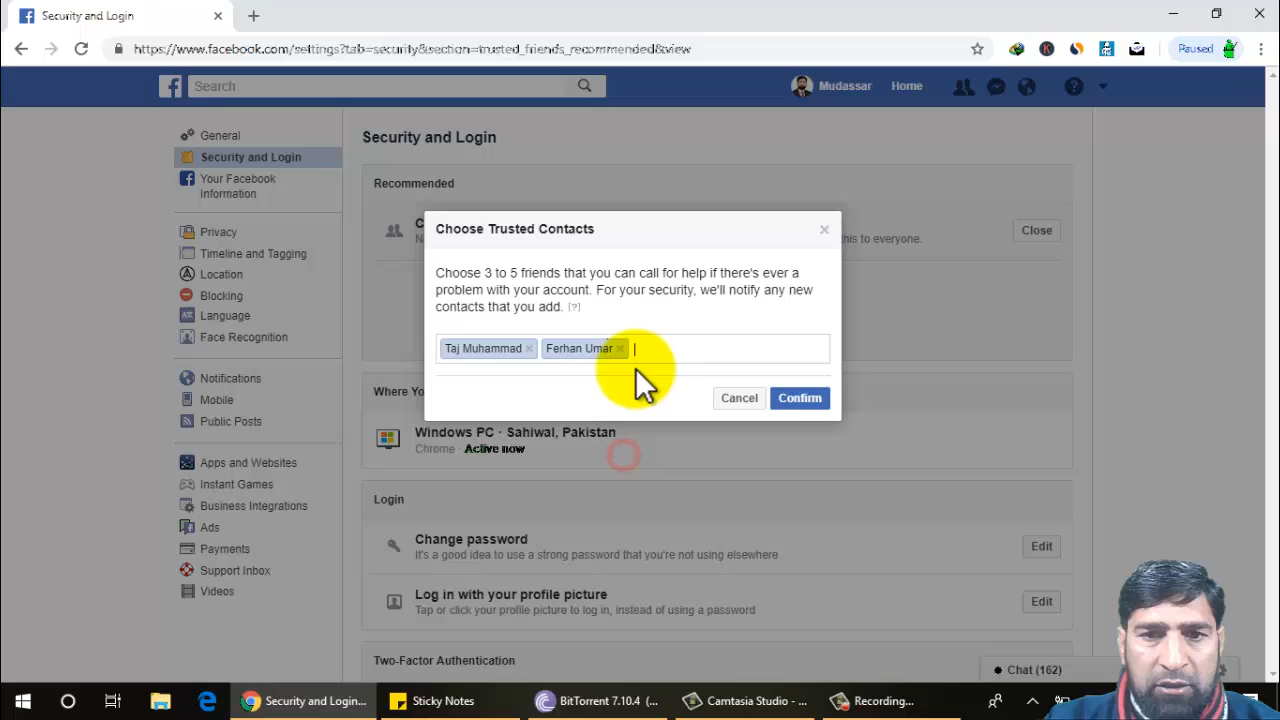 Security and Login
https://www.facebook.com/settings?tab=security&section=trusted_friends_recommended&view
Paused
Search
Mudassar
Home
General
Security and Login
Your Facebook
Information
Privacy
Timeline and Tagging
Location
Blocking
Language
Face Recognition
Notifications
Mobile
Public Posts
Apps and Websites
Instant Games
Business Integrations
Ads
Payments
Support Inbox
Videos
Security and Login
Recommended
this to everyone.
Close
Choose Trusted Contacts
Choose 3 to 5 friends that you can call for help if there's ever a
problem with your account. For your security, we'll notify any new
contacts that you add. [?]
Taj Muhammad
Ferhan Umar
Cancel
Confirm
Where
Windows PC · Sahiwal, Pakistan
Chrome · Active now
Login
Change password
It's a good idea to use a strong password that you're not using elsewhere
Edit
Log in with your profile picture
Tap or click your profile picture to log in, instead of using a password
Edit
Two-Factor Authentication
Chat (162)
Security and Login...
Sticky Notes
BitTorrent 7.10.4 (...
Camtasia Studio - ...
Recording...